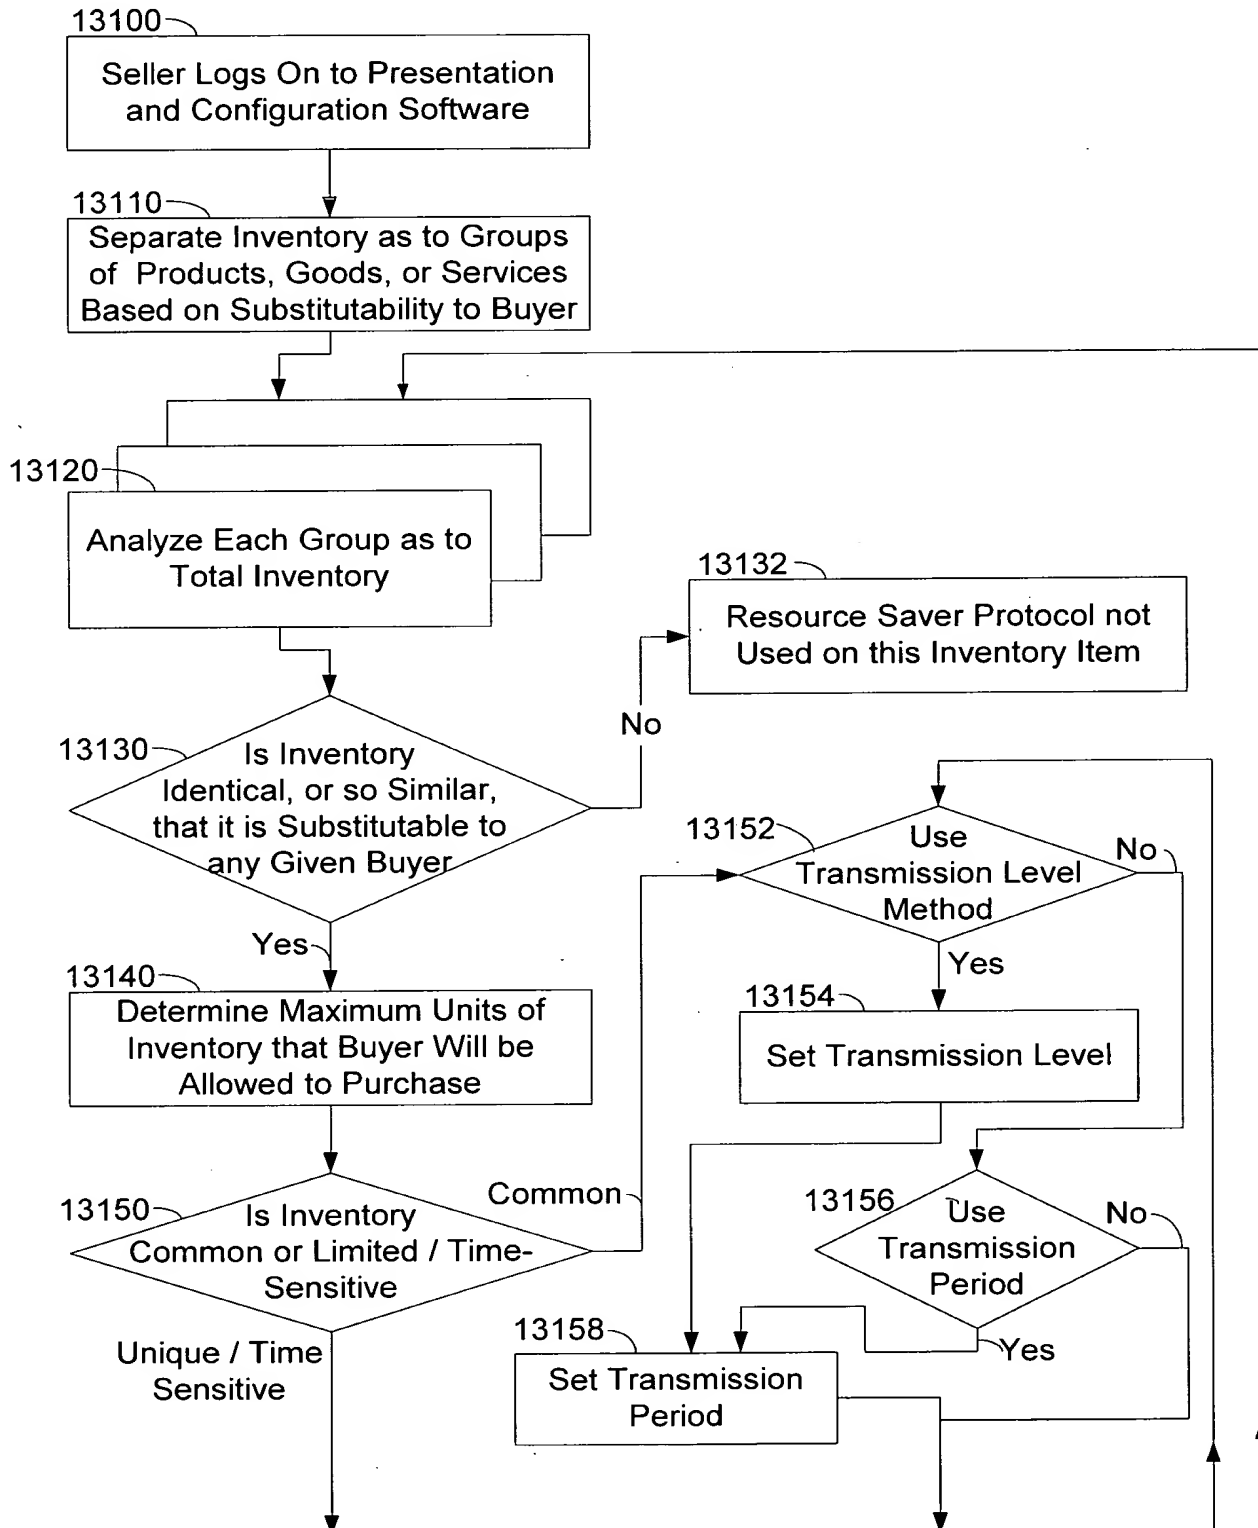 13100
Seller Logs On to Presentation
and Configuration Software
13110
Separate Inventory as to Groups
of Products, Goods, or Services
Based on Substitutability to Buyer
13120
Analyze Each Group as to
Total Inventory
13132
Resource Saver Protocol not
Used on this Inventory Item
No
13130
Is Inventory
Identical, or so Similar,
that it is Substitutable to
any Given Buyer
Yes
13152
Use
Transmission Level
Method
No
Yes
13140
Determine Maximum Units of
Inventory that Buyer Will be
Allowed to Purchase
13154
Set Transmission Level
13150
Is Inventory
Common or Limited / Time-
Sensitive
Common
Unique / Time
Sensitive
13156
Use
Transmission
Period
No
Yes
13158
Set Transmission
Period